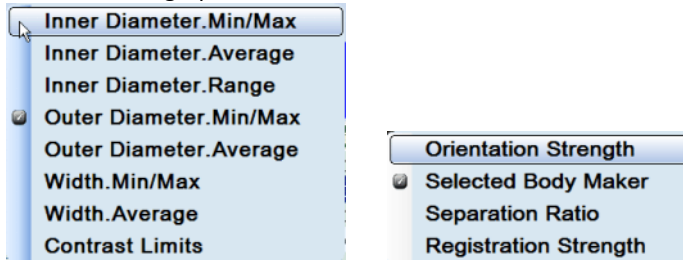 Inner Diameter.Min/Max
Inner Diameter.Average
Inner Diameter.Range
Outer Diameter.Min/Max
Outer Diameter.Average
Width.Min/Max
Width.Average
Contrast Limits
Orientation Strength
Selected Body Maker
Separation Ratio
Registration Strength